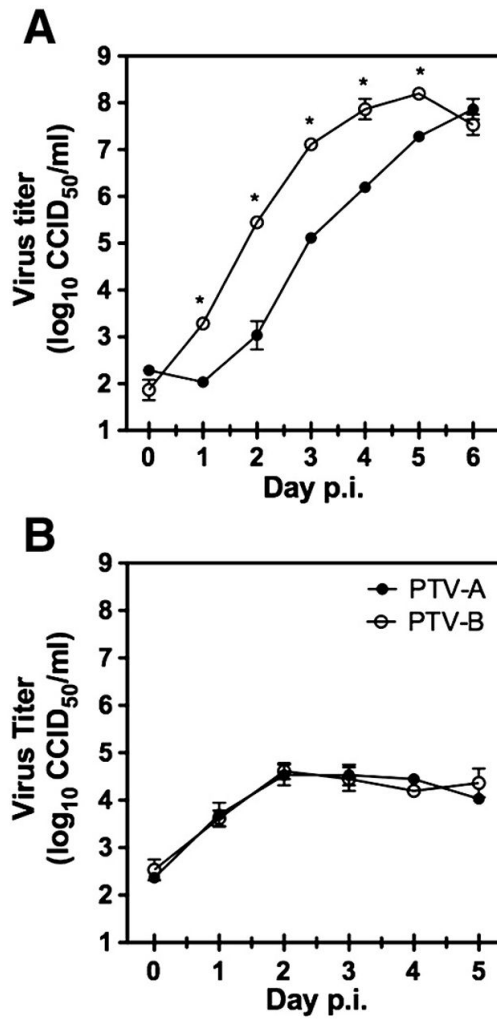 A
9
8
7
6
5
4
3
2
1
Virus titer
(log10 CCID50/ml)
*
*
*
*
*
0 1 2 3 4 5 6
Day p.i.
B
9
8
7
6
5
4
3
2
1
Virus Titer
(log10 CCID50/ml)
PTV-A
PTV-B
0 1 2 3 4 5
Day p.i.